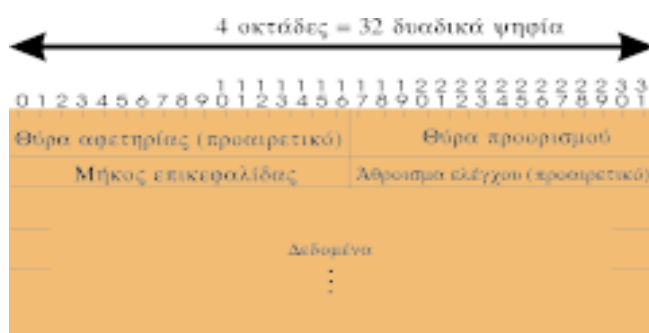 4 οκτάδες = 32 δυαδικά ψηφία
0 1 2 3 4 5 6 7 8 9 10 11 12 13 14 15 16 17 18 19 20 21 22 23 24 25 26 27 28 29 30 31
Θύρα αφετηρίας (προαιρετικό) Θύρα προορισμού
Μήκος επικεφαλίδας Άθροισμα ελέγχου (προαιρετικό)
Δεδομένα
⋮